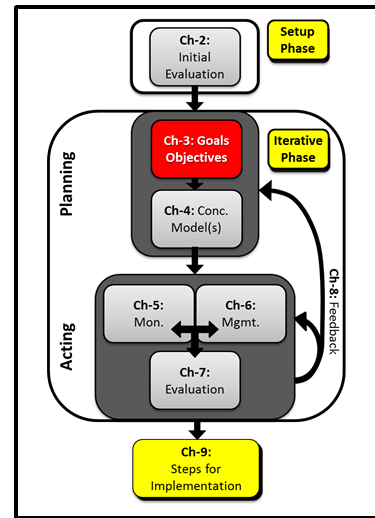 Ch-2:
Initial
Evaluation
Setup
Phase
Planning
Ch-3: Goals
Objectives
Iterative
Phase
Ch-4: Conc.
Model(s)
Acting
Ch-5:
Mon.
Ch-6:
Mgmt.
Ch-7:
Evaluation
Ch-8: Feedback
Ch-9:
Steps for
Implementation